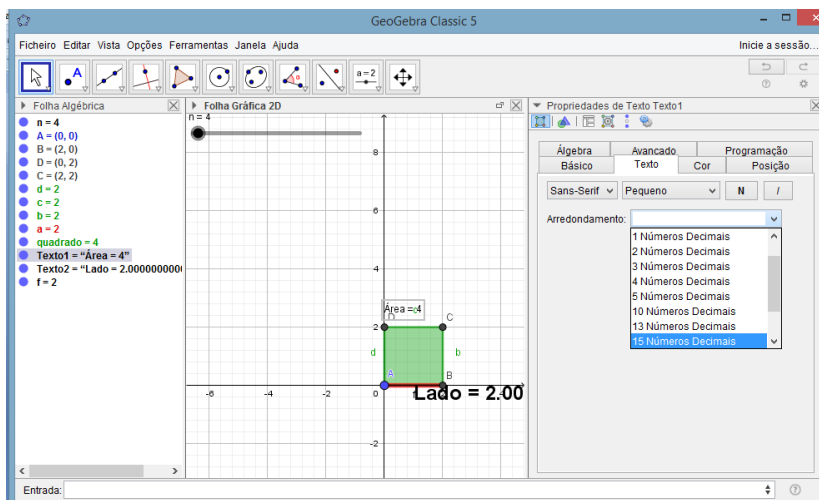 GeoGebra Classic 5
Ficheiro Editar Vista Opções Ferramentas Janela Ajuda
Inicie a sessão...
A
α
a = 2
Folha Algébrica
n = 4
A = (0, 0)
B = (2, 0)
D = (0, 2)
C = (2, 2)
d = 2
c = 2
b = 2
a = 2
quadrado = 4
Texto1 = “Área = 4”
Texto2 = “Lado = 2.000000000
f = 2
Folha Gráfica 2D
n = 4
8
6
4
Área = 4
c
D
C
2
d
b
A
B
-6
-4
-2
0
Lado = 2.00
-2
Propriedades de Texto Texto1
Álgebra
Avançado
Programação
Básico
Texto
Cor
Posição
Sans-Serif
Pequeno
N
I
Arredondamento:
1 Números Decimais
2 Números Decimais
3 Números Decimais
4 Números Decimais
5 Números Decimais
10 Números Decimais
13 Números Decimais
15 Números Decimais
Entrada: